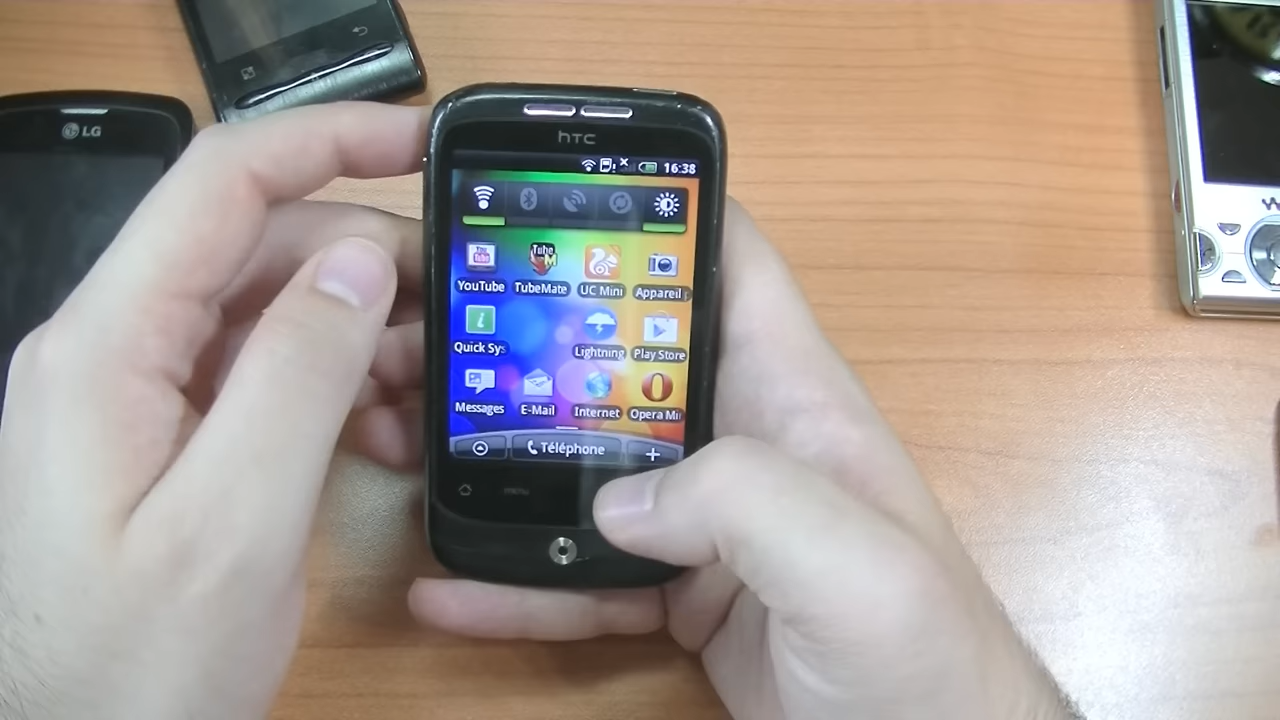 LG
hTC
16:38
YouTube TubeMate UC Mini Appareil
Quick Sys Lightning Play Store
Messages E-Mail Internet Opera Mi
Téléphone
menu
W